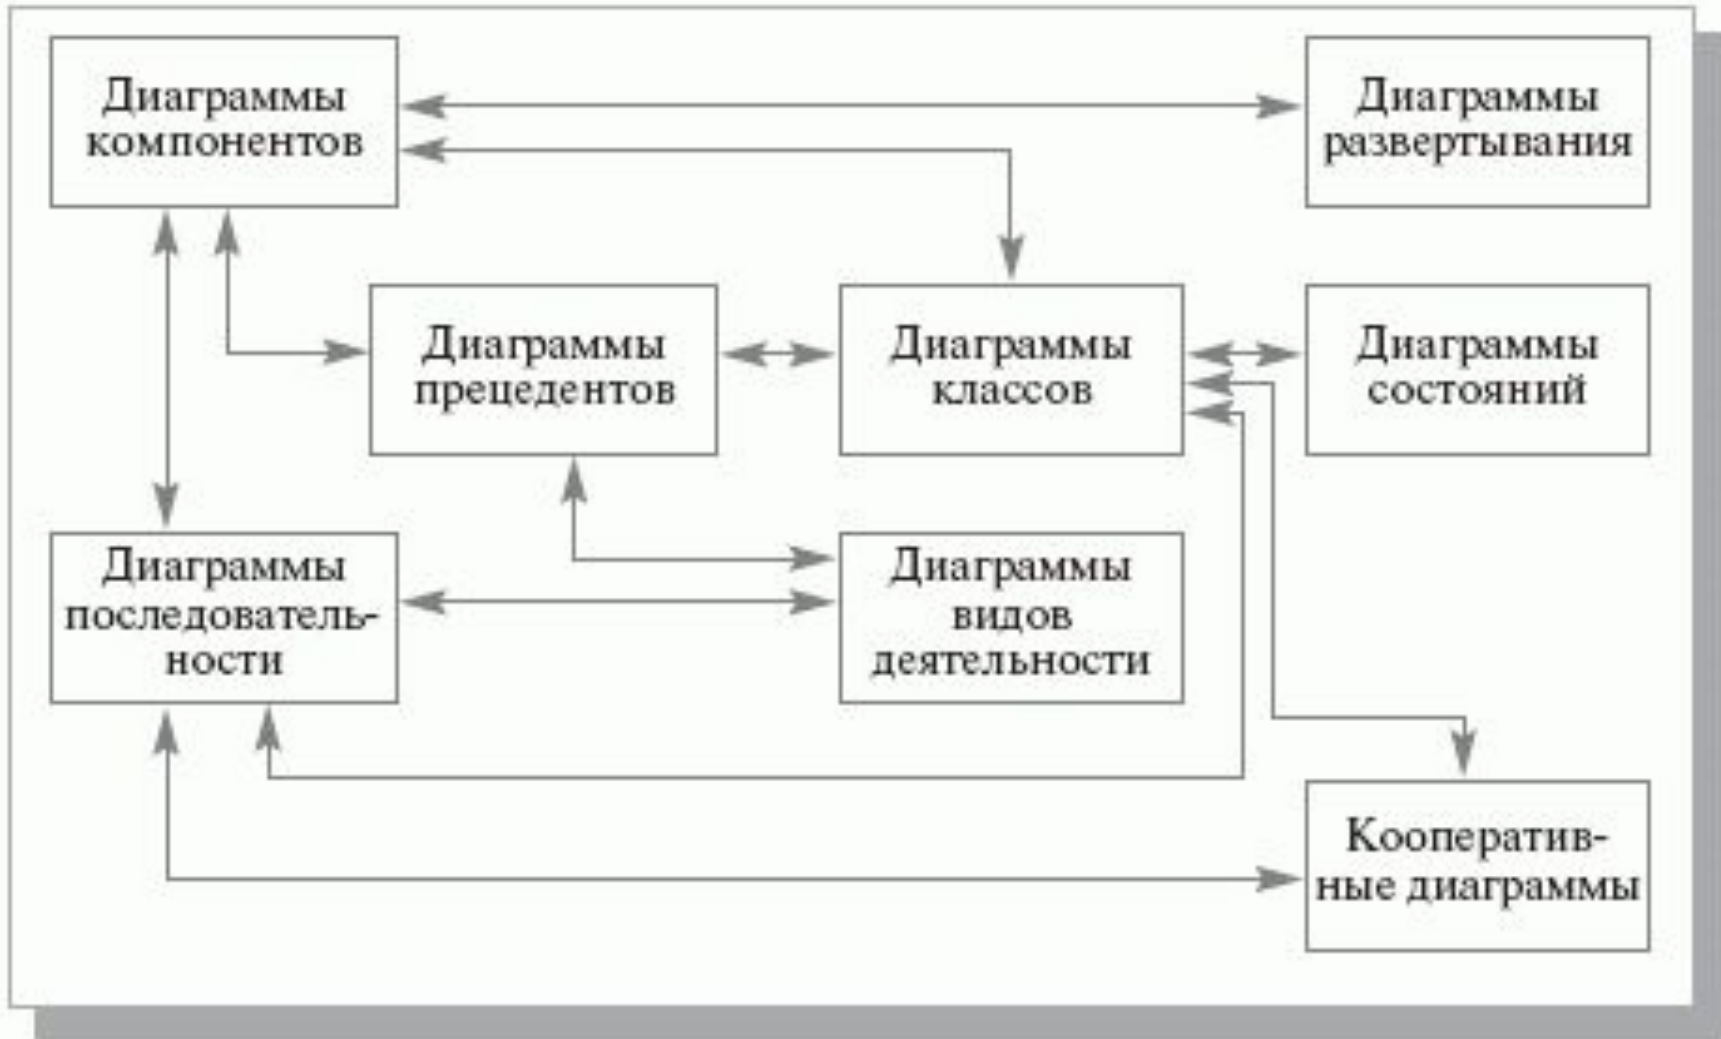 Диаграммы
компонентов
Диаграммы
развертывания
Диаграммы
прецедентов
Диаграммы
классов
Диаграммы
состояний
Диаграммы
последователь-
ности
Диаграммы
видов
деятельности
Кооператив-
ные диаграммы